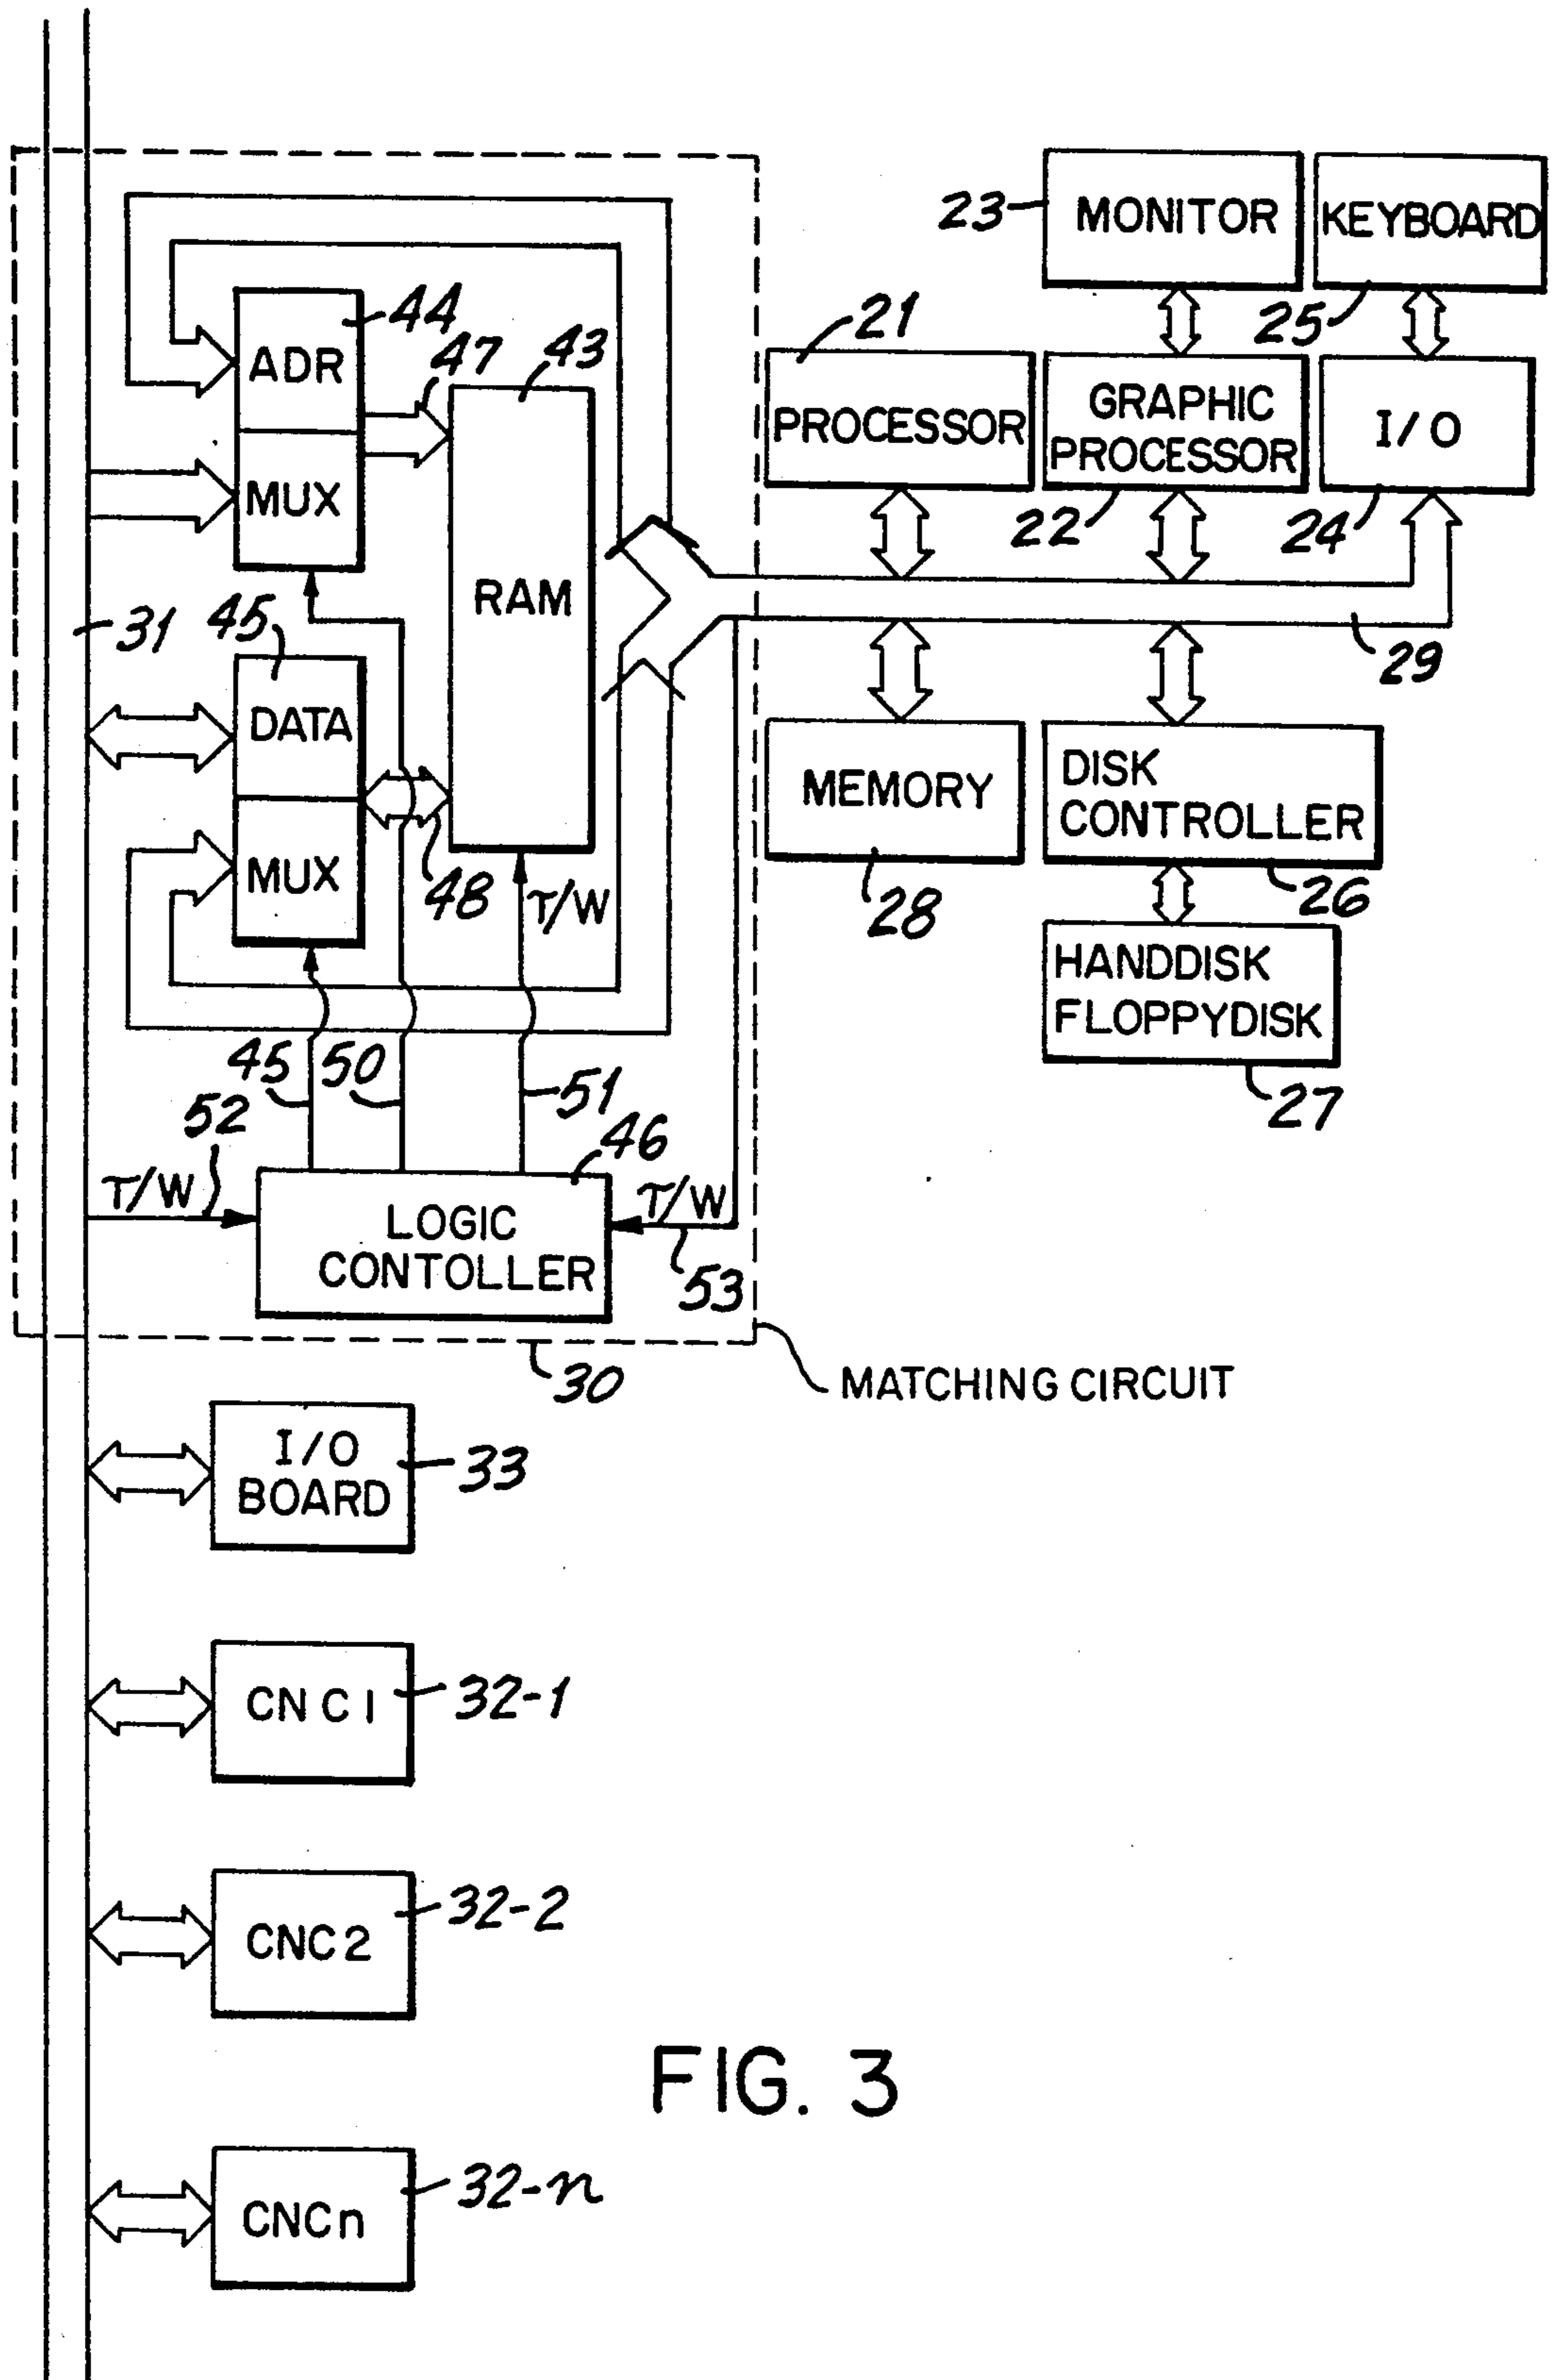 23
MONITOR
KEYBOARD
25
44
ADR
MUX
47
43
RAM
21
PROCESSOR
GRAPHIC
PROCESSOR
22
I/O
24
31
45
DATA
MUX
48
T/W
29
MEMORY
28
DISK
CONTROLLER
26
HANDDISK
FLOPPYDISK
27
45
50
51
52
46
T/W
T/W
LOGIC
CONTOLLER
53
30
MATCHING CIRCUIT
I/O
BOARD
33
CNC1
32-1
CNC2
32-2
FIG. 3
CNCn
32-n